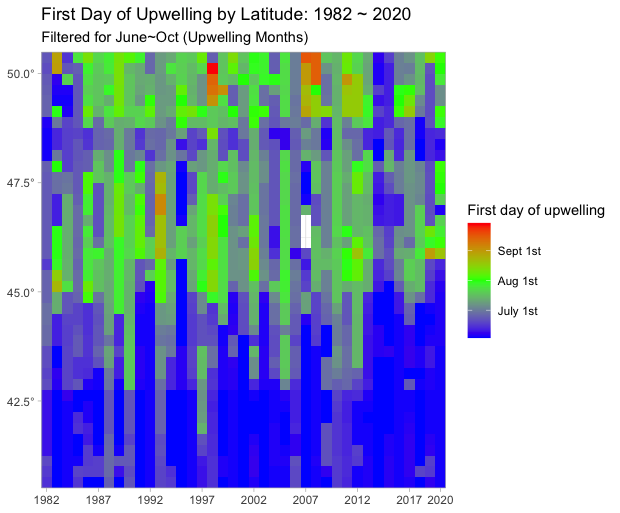 First Day of Upwelling by Latitude: 1982 ~ 2020
Filtered for June~Oct (Upwelling Months)
50.0°
47.5°
45.0°
42.5°
1982 1987 1992 1997 2002 2007 2012 2017 2020
First day of upwelling
Sept 1st
Aug 1st
July 1st